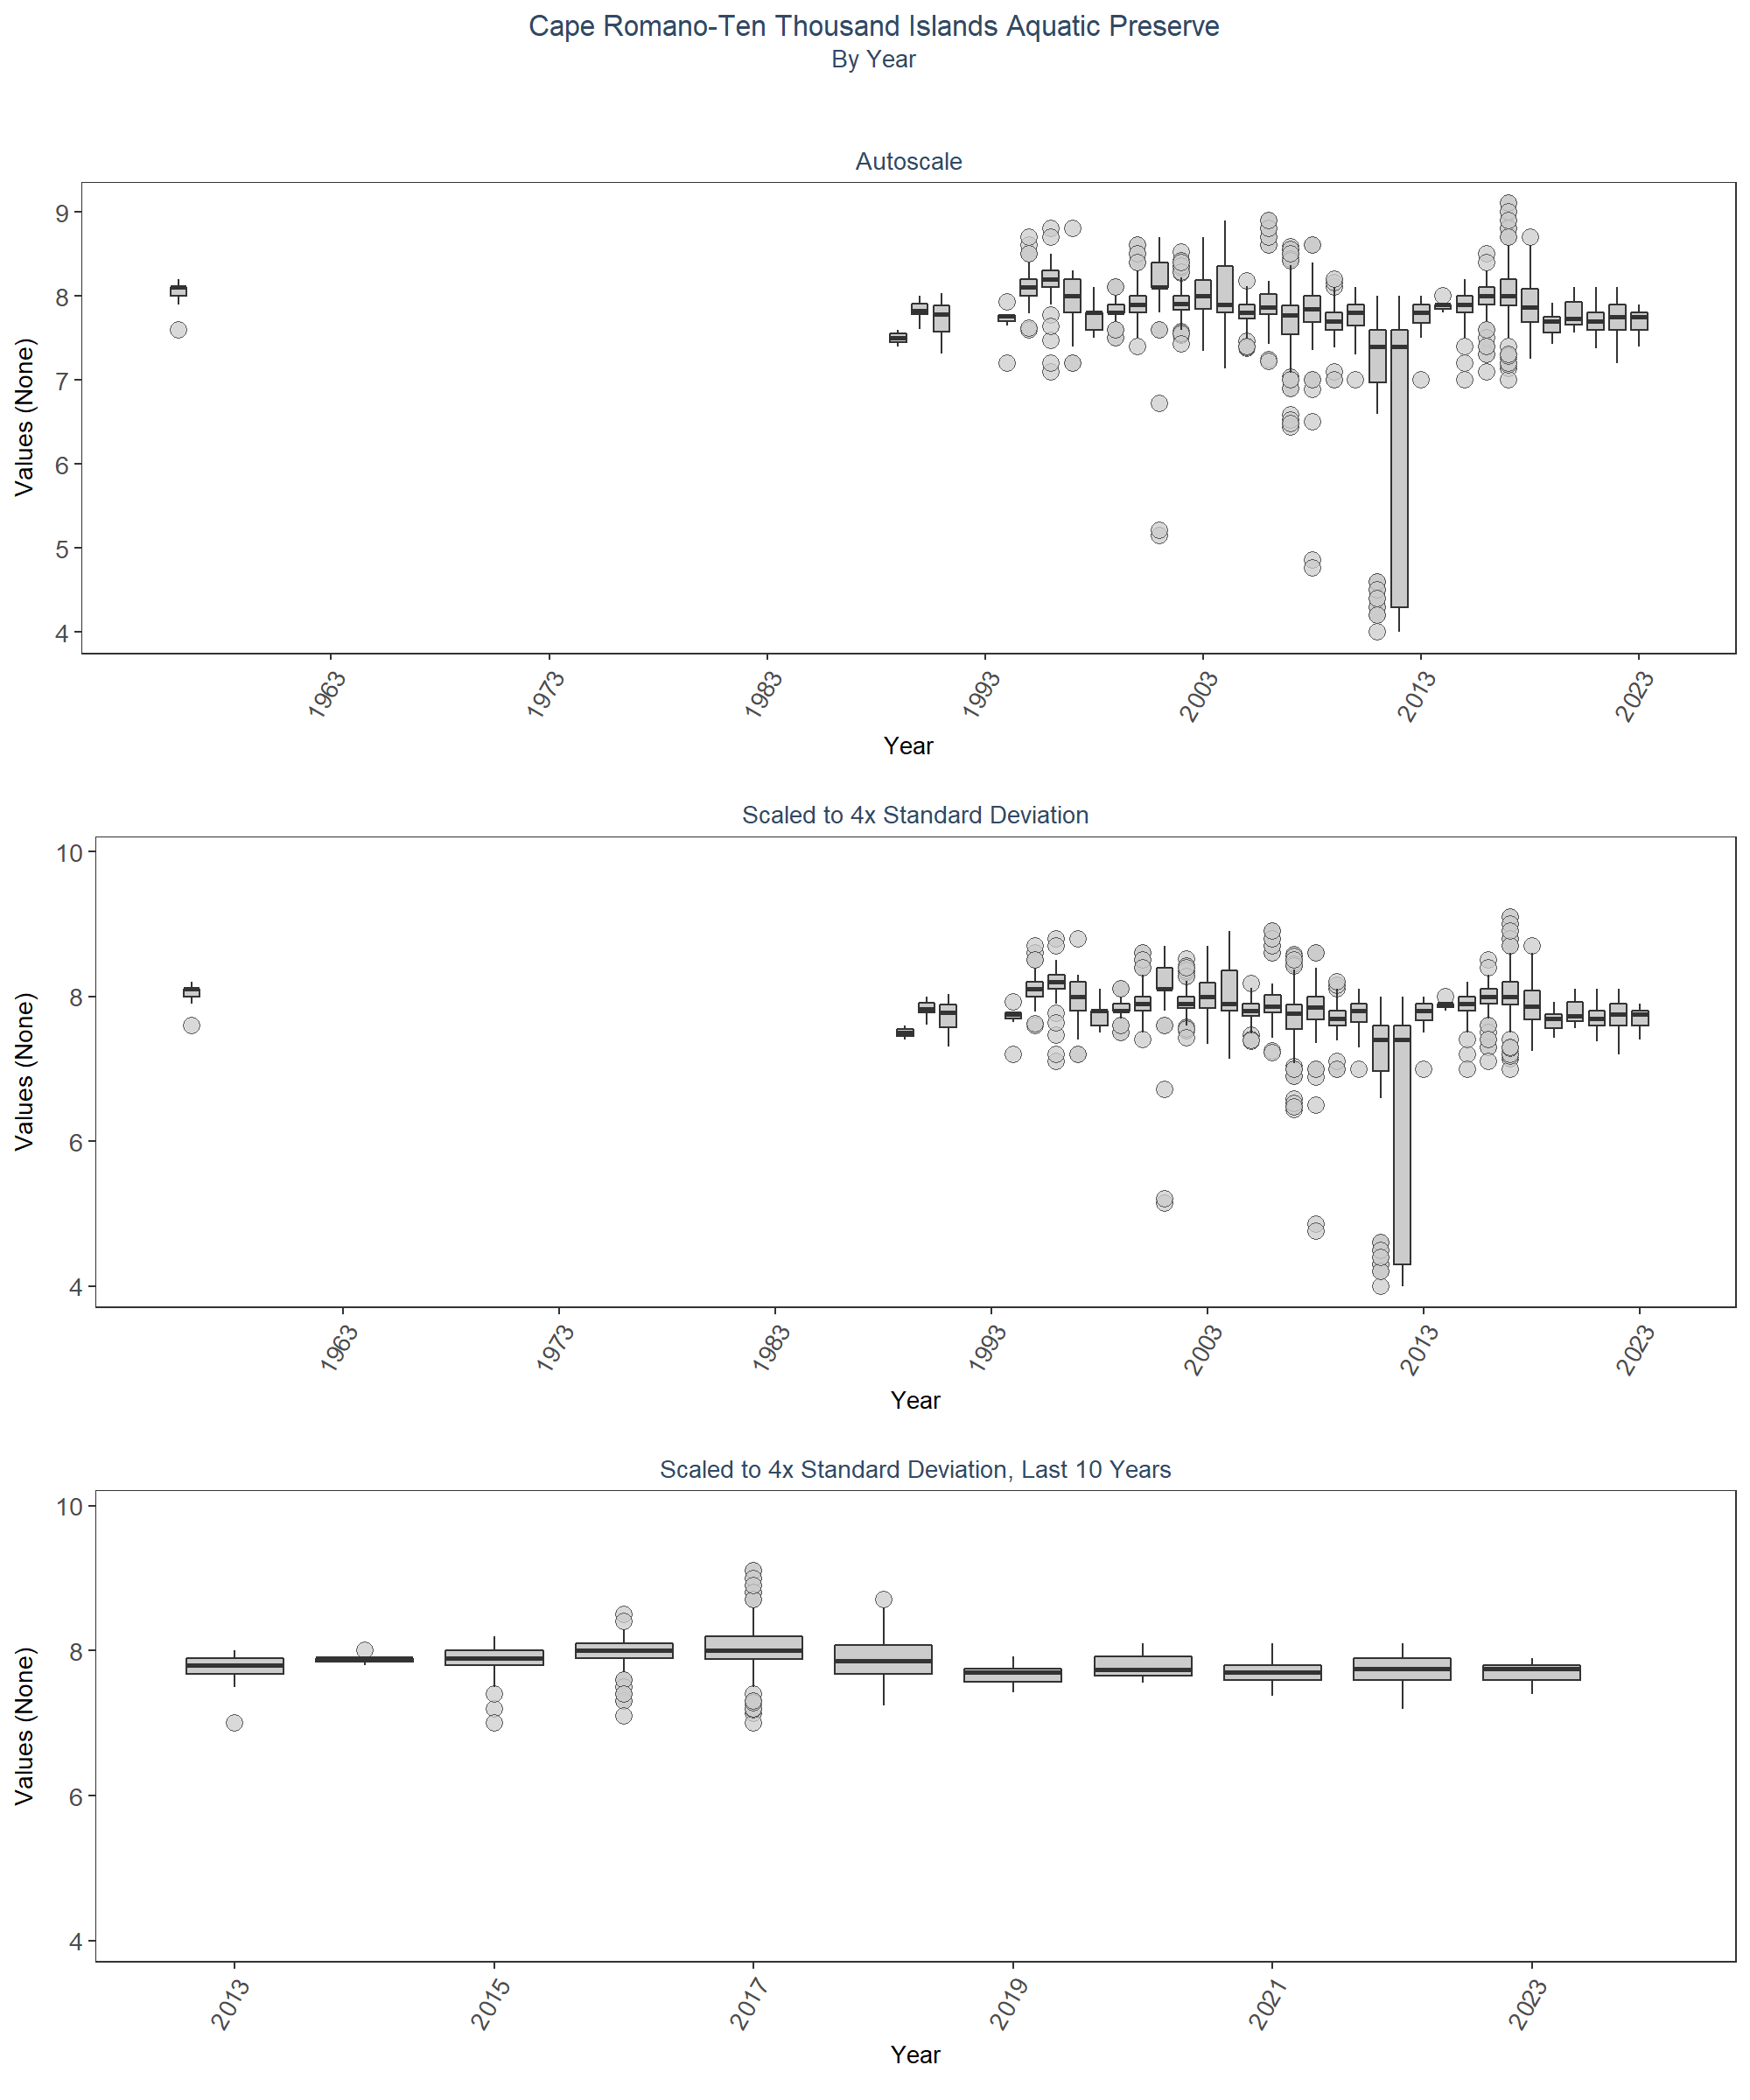 Cape Romano-Ten Thousand Islands Aquatic Preserve
By Year
Autoscale
Values (None)
9
8
7
6
5
4
1963 1973 1983 1993 2003 2013 2023
Year
Scaled to 4x Standard Deviation
Values (None)
10
8
6
4
1963 1973 1983 1993 2003 2013 2023
Year
Scaled to 4x Standard Deviation, Last 10 Years
Values (None)
10
8
6
4
2013 2015 2017 2019 2021 2023
Year